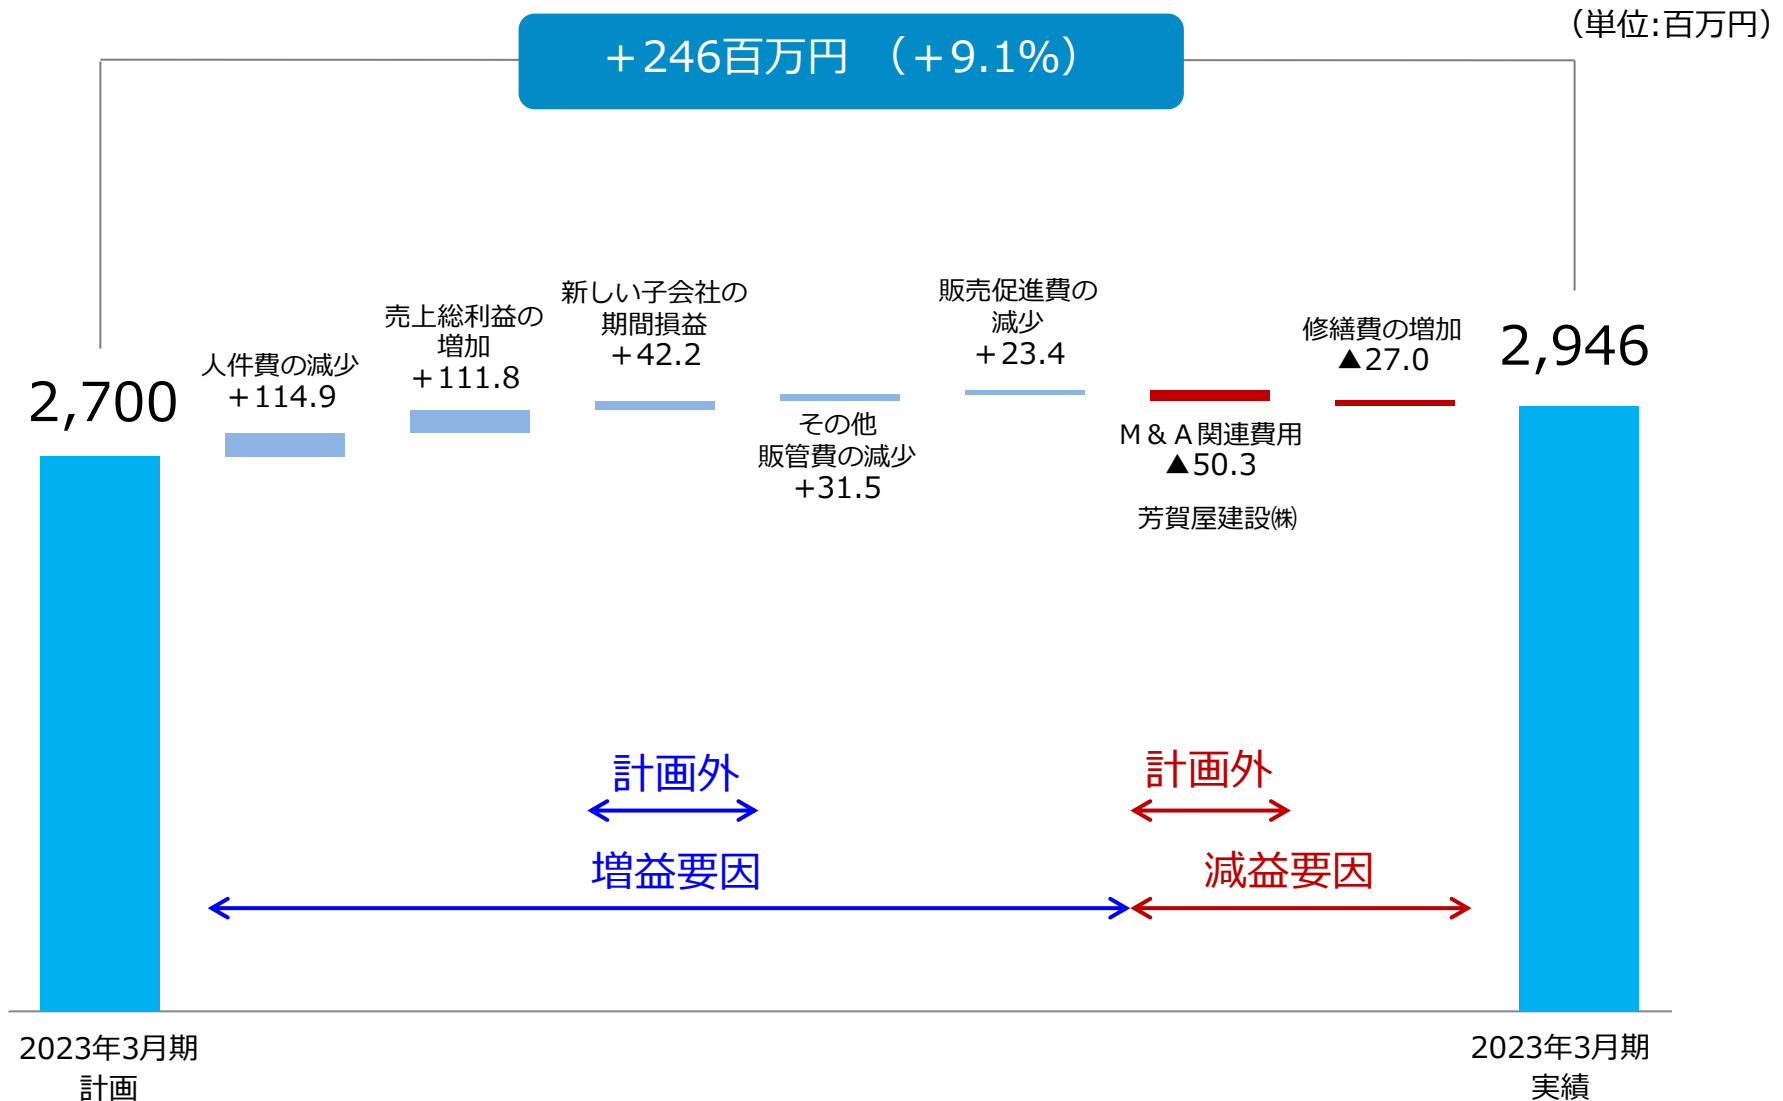 （単位:百万円）
＋246百万円 （＋9.1%）
2,700
人件費の減少
＋114.9
売上総利益の
増加
＋111.8
新しい子会社の
期間損益
＋42.2
その他
販管費の減少
＋31.5
販売促進費の
減少
＋23.4
Ｍ＆Ａ関連費用
▲50.3
芳賀屋建設㈱
修繕費の増加
▲27.0
2,946
計画外
計画外
増益要因
減益要因
2023年3月期
計画
2023年3月期
実績